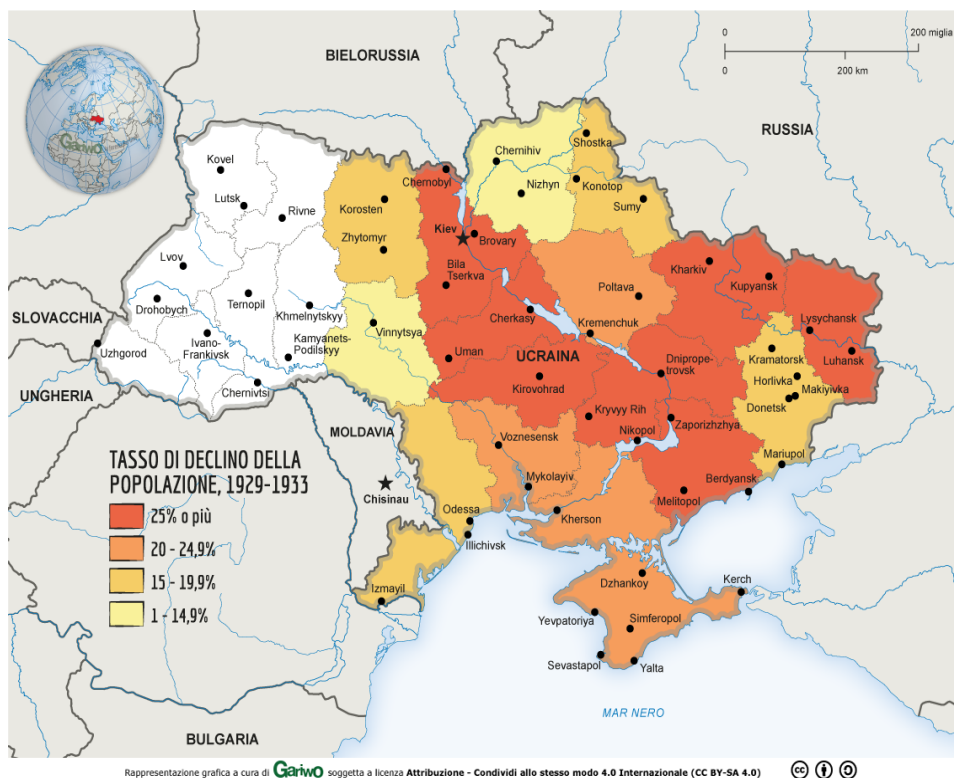 BIELORUSSIA
0
200 miglia
0
200 km
RUSSIA
Gariwo
Shostka
Chernihiv
Kovel
Chernobyl
Nizhyn
Konotop
Lutsk
Korosten
Sumy
Rivne
Kiev
Brovary
Zhytomyr
Lvov
Bila
Tserkva
Kharkiv
Kupyansk
Poltava
Drohobych
Ternopil
Khmelnytskyy
Cherkasy
SLOVACCHIA
Vinnytsya
Kremenchuk
Lysychansk
Uzhgorod
Ivano-
Frankivsk
Kamyanets-
Podilskyy
Uman
UCRAINA
Kramatorsk
Luhansk
Dniprope-
trovsk
Kirovohrad
Horlivka
Makiyivka
Chernivtsi
UNGHERIA
Donetsk
Kryvyy Rih
Zaporizhzhya
MOLDAVIA
Voznesensk
Nikopol
Mariupol
TASSO DI DECLINO DELLA
POPOLAZIONE, 1929-1933
Chisinau
Mykolayiv
Melitopol
Berdyansk
25% o più
Odessa
Kherson
Illichivsk
20 - 24,9%
15 - 19,9%
Izmayil
Dzhankoy
Kerch
1 - 14,9%
Yevpatoriya
Simferopol
Sevastapol
Yalta
MAR NERO
BULGARIA
Rappresentazione grafica a cura di Gariwo soggetta a licenza Attribuzione - Condividi allo stesso modo 4.0 Internazionale (CC BY-SA 4.0)
cc